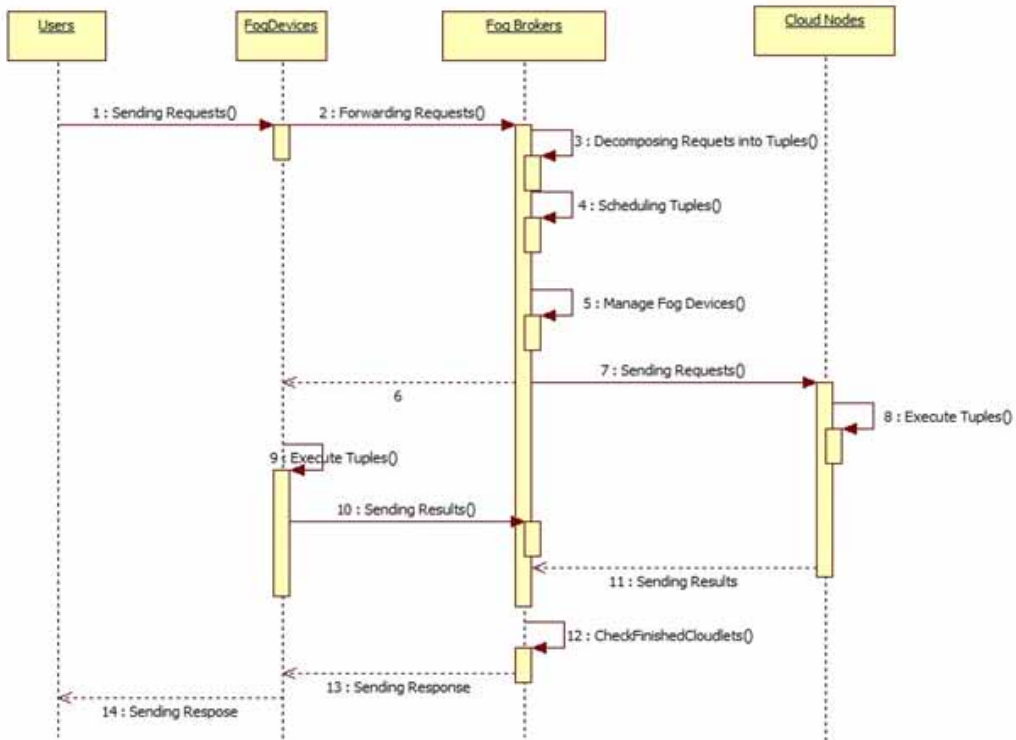 Users
FogDevices
Fog Brokers
Cloud Nodes
1 : Sending Requests()
2 : Forwarding Requests()
3 : Decomposing Requets into Tuples()
4 : Scheduling Tuples()
5 : Manage Fog Devices()
7 : Sending Requests()
6
8 : Execute Tuples()
9 : Execute Tuples()
10 : Sending Results()
11 : Sending Results
12 : CheckFinishedCloudlets()
13 : Sending Response
14 : Sending Respose